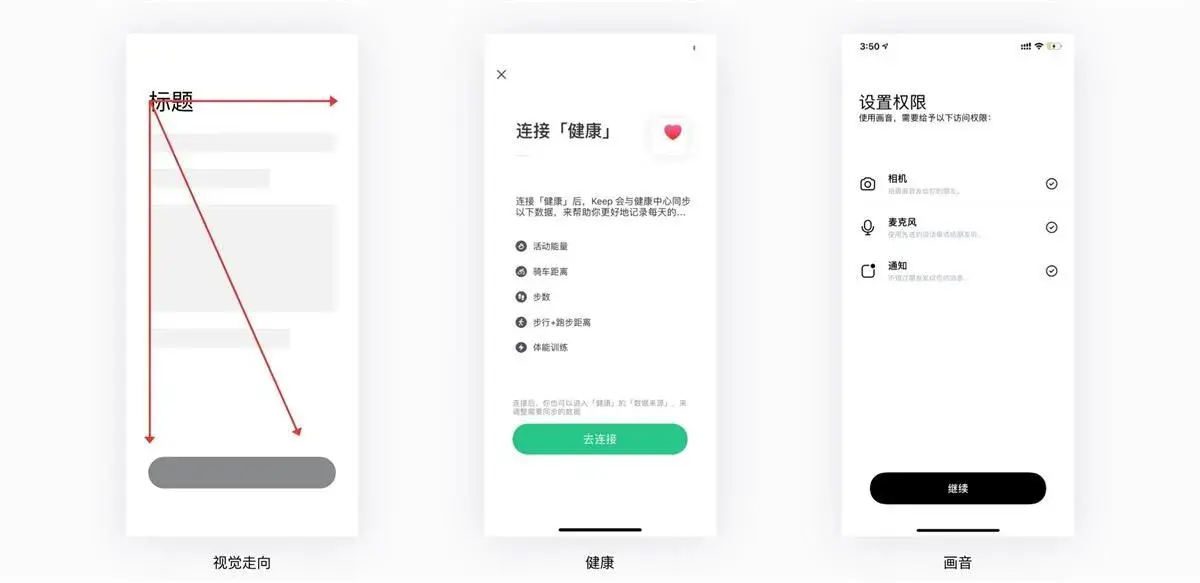 标题
视觉走向
连接「健康」
连接「健康」后，Keep 会与健康中心同步
以下数据，来帮助你更好地记录每天的...
活动能量
骑车距离
步数
步行+跑步距离
体能训练
连接后，你也可以进入「健康」的「数据来源」，来
调整需要同步的数据
去连接
健康
3:50
设置权限
使用画音，需要给予以下访问权限：
相机
麦克风
通知
继续
画音